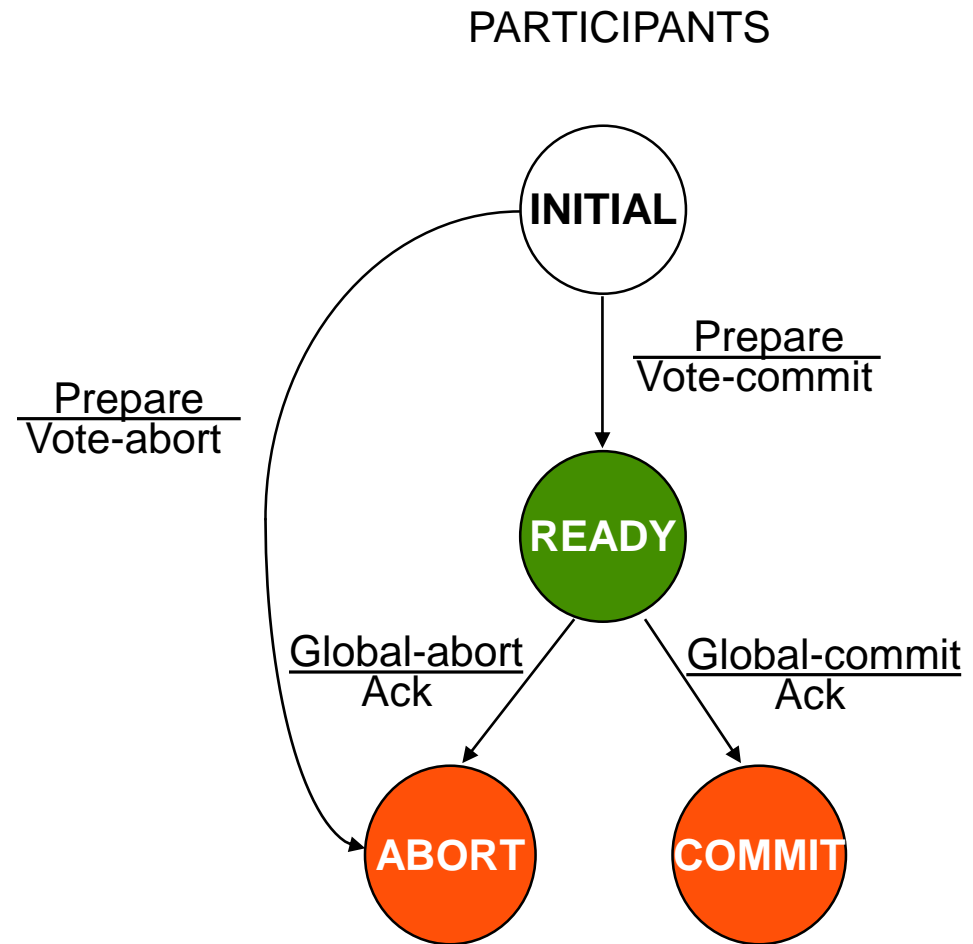 PARTICIPANTS
INITIAL
Prepare
Vote-commit
Prepare
Vote-abort
READY
Global-abort
Ack
Global-commit
Ack
ABORT
COMMIT